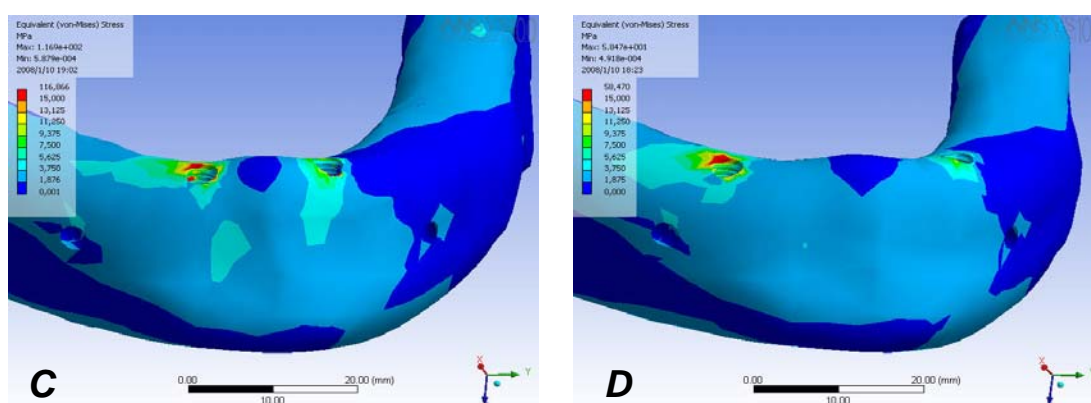 Equivalent (von-Mises) Stress
MPa
Max: 1.169e+002
Min: 5.879e-004
2008/1/10 19:02
116,866
15,000
13,125
11,250
9,375
7,500
5,625
3,750
1,876
0,001
0.00
20.00 (mm)
10.00
X
Y
C
Equivalent (von-Mises) Stress
MPa
Max: 5.847e+001
Min: 4.918e-004
2008/1/10 18:23
58,470
15,000
13,125
11,250
9,375
7,500
5,625
3,750
1,875
0,000
0.00
20.00 (mm)
10.00
X
Y
D